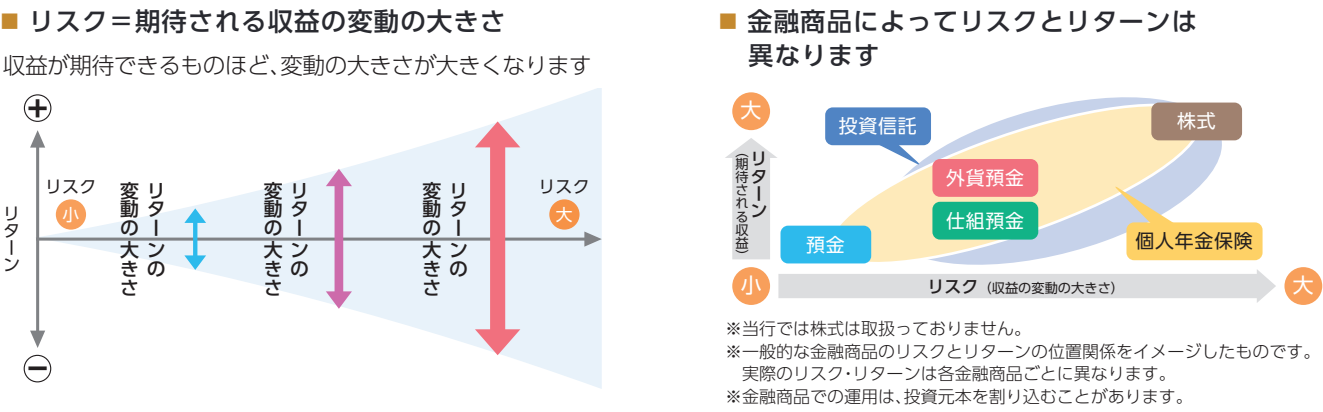 ■ リスク=期待される収益の変動の大きさ
収益が期待できるものほど、変動の大きさが大きくなります
+
リターン
−
リスク
小
リターンの
変動の大きさ
リターンの
変動の大きさ
リターンの
変動の大きさ
リスク
大
■ 金融商品によってリスクとリターンは
異なります
大
リターン
(期待される収益)
小
投資信託
株式
外貨預金
仕組預金
預金
個人年金保険
リスク(収益の変動の大きさ)
大
※当行では株式は取扱っておりません。
※一般的な金融商品のリスクとリターンの位置関係をイメージしたものです。
実際のリスク・リターンは各金融商品ごとに異なります。
※金融商品での運用は、投資元本を割り込むことがあります。